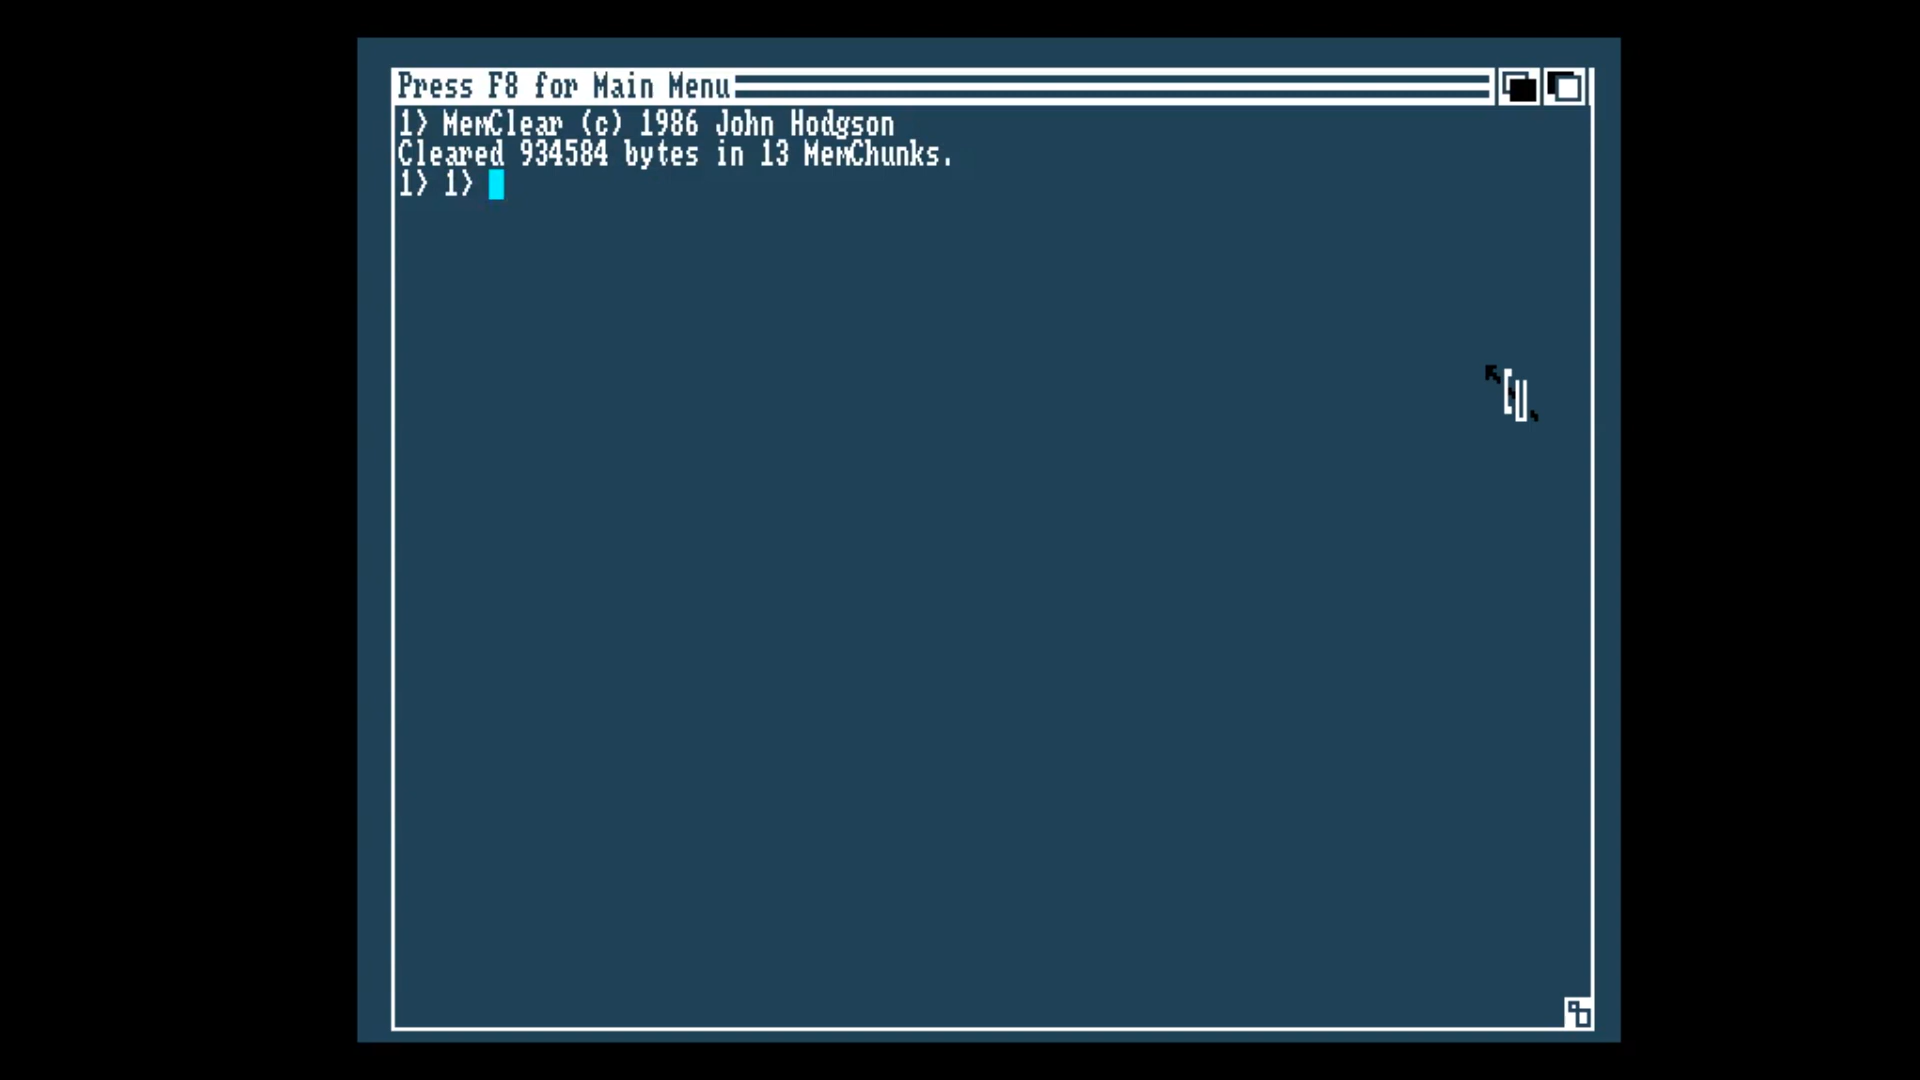 Press F8 for Main Menu
1> MemClear (c) 1986 John Hodgson
Cleared 934584 bytes in 13 MemChunks.
1> 1>